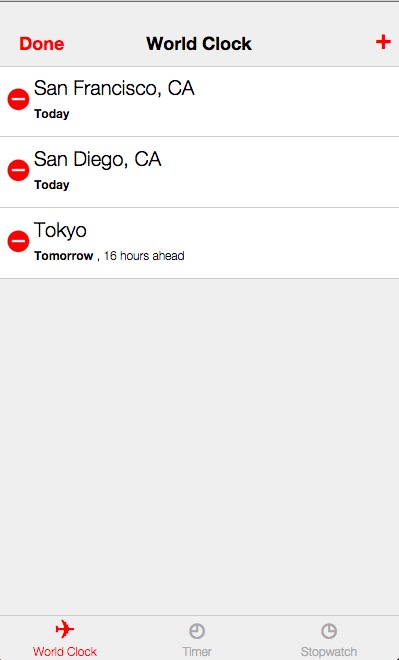 Done World Clock +
San Francisco, CA
Today
San Diego, CA
Today
Tokyo
Tomorrow , 16 hours ahead
World Clock Timer Stopwatch